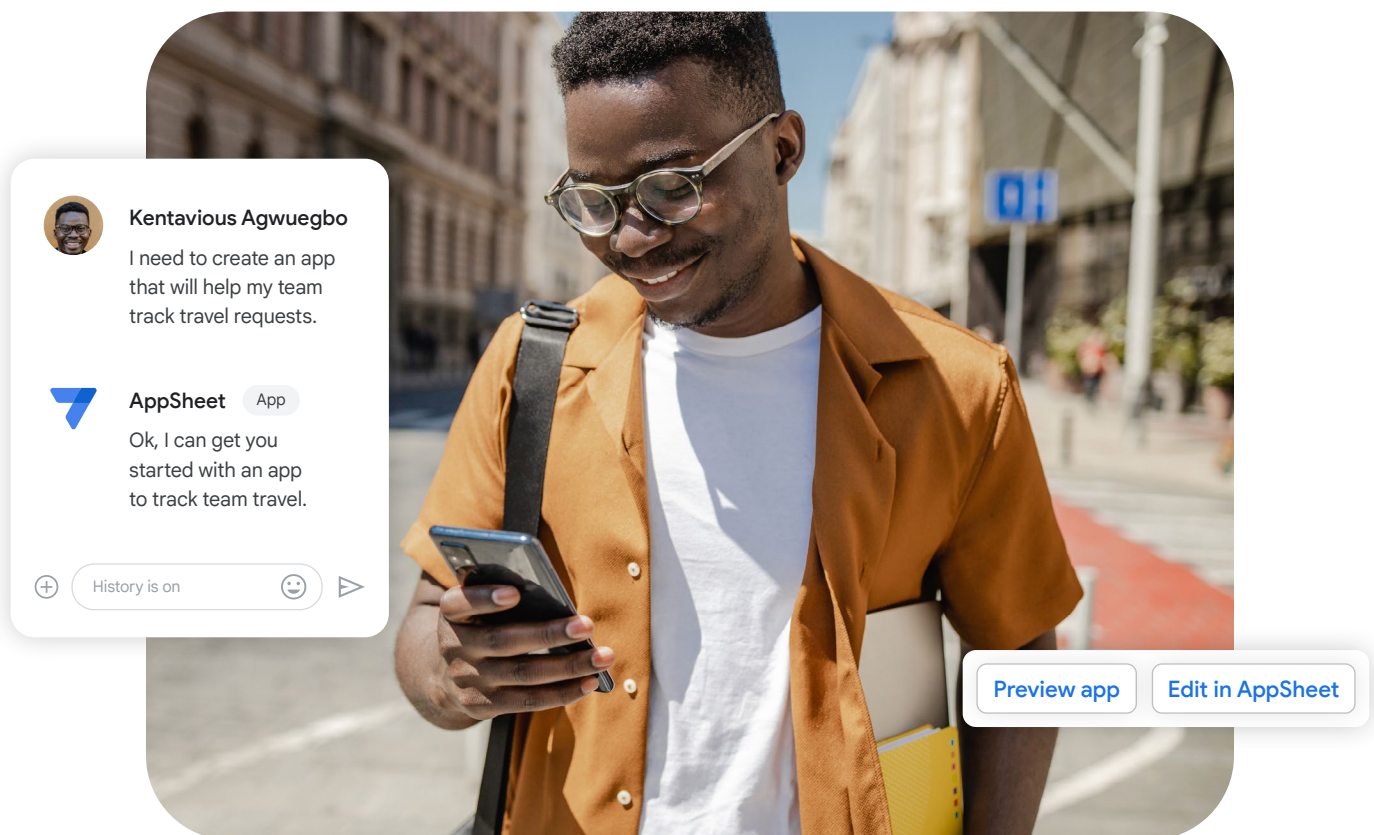 Kentavious Agwuegbo
I need to create an app
that will help my team
track travel requests.
AppSheet App
Ok, I can get you
started with an app
to track team travel.
History is on
Preview app
Edit in AppSheet